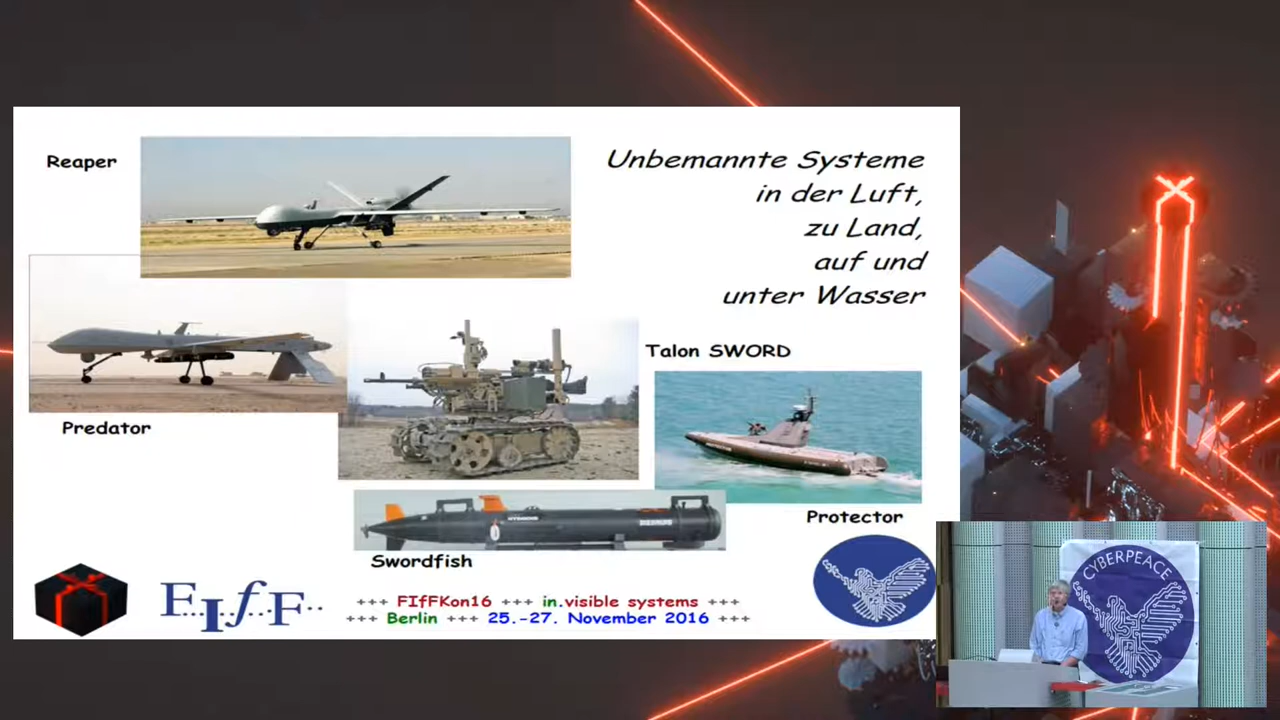 Reaper
Unbemannte Systeme
in der Luft,
zu Land,
auf und
unter Wasser
Predator
Talon SWORD
Protector
Swordfish
FIfF..
+++ FIfFKon16 +++ in.visible systems +++
+++ Berlin +++ 25.-27. November 2016 +++
CYBERPEACE